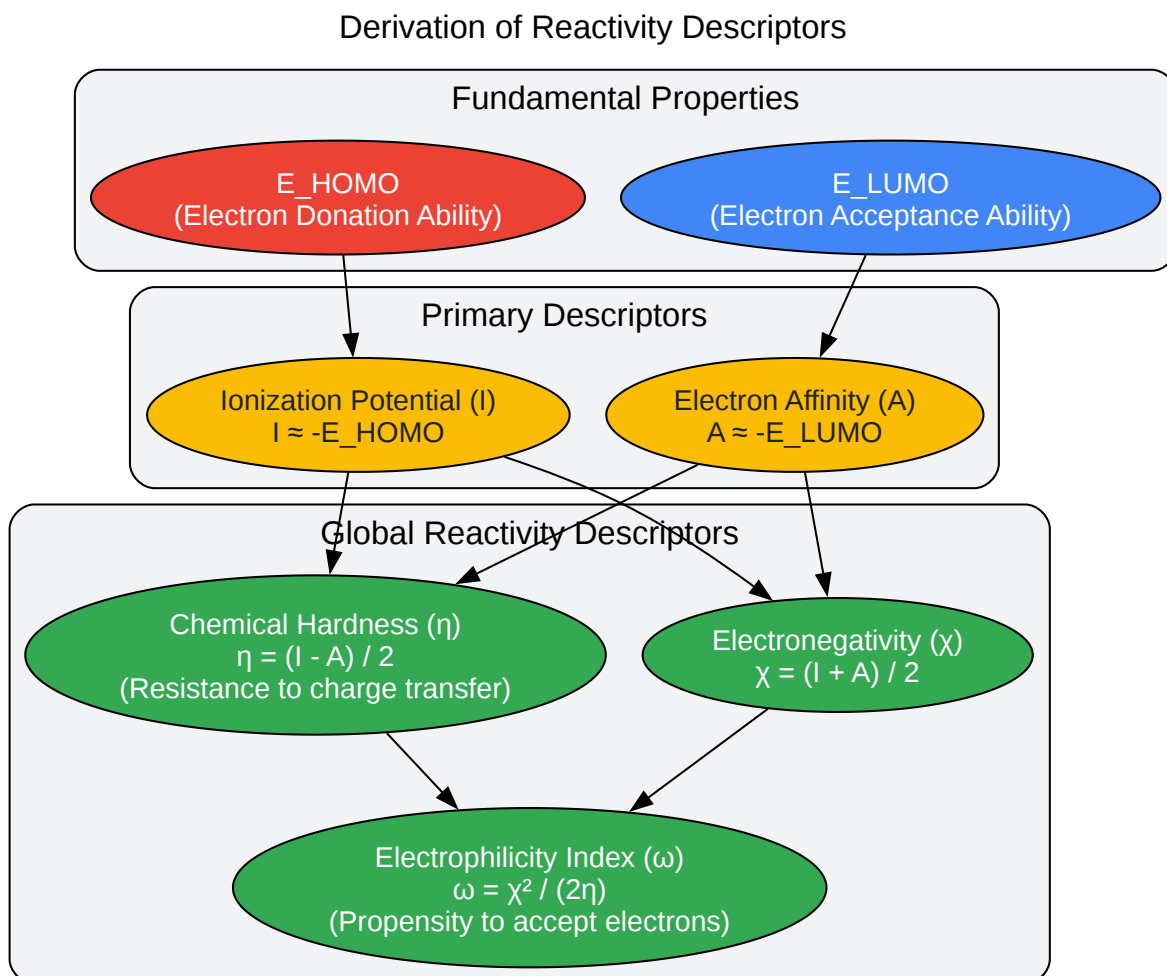 Derivation of Reactivity Descriptors
Fundamental Properties
E_HOMO
(Electron Donation Ability)
E_LUMO
(Electron Acceptance Ability)
Primary Descriptors
Ionization Potential (I)
I ≈ -E_HOMO
Electron Affinity (A)
A ≈ -E_LUMO
Global Reactivity Descriptors
Chemical Hardness (η)
η = (I - A) / 2
(Resistance to charge transfer)
Electronegativity (χ)
χ = (I + A) / 2
Electrophilicity Index (ω)
ω = χ² / (2η)
(Propensity to accept electrons)